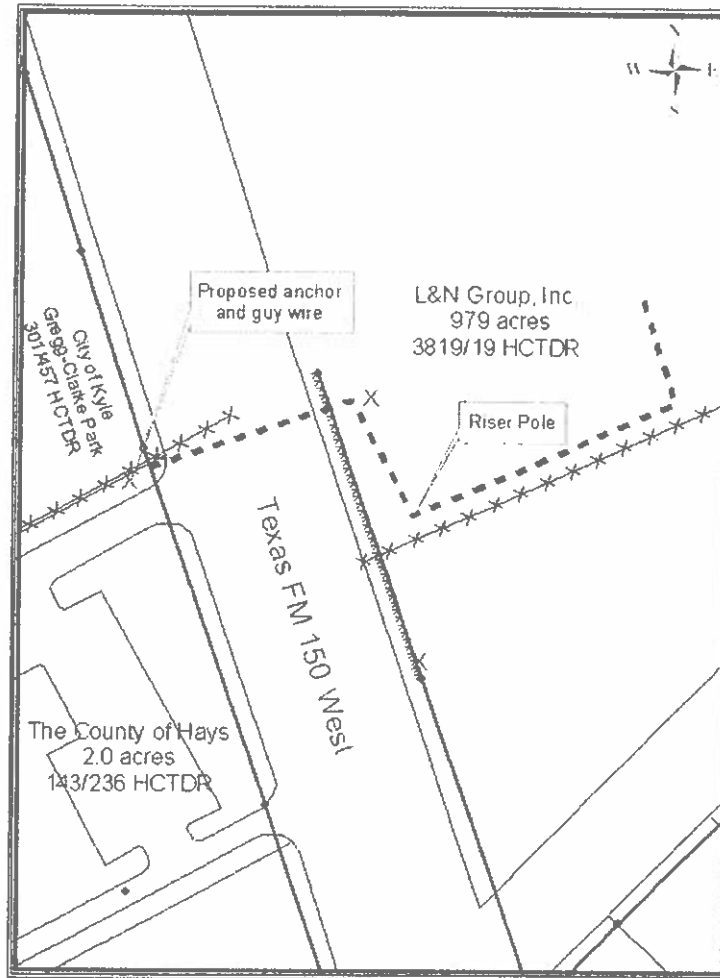 W
Proposed anchor
and guy wire
L&N Group, Inc
979 acres
3819/19 HCTDR
City of Kyle
Gregg-Clarke Park
301/457 HCTDR
Riser Pole
Texas FM 150 West
The County of Hays
2.0 acres
143/236 HCTDR